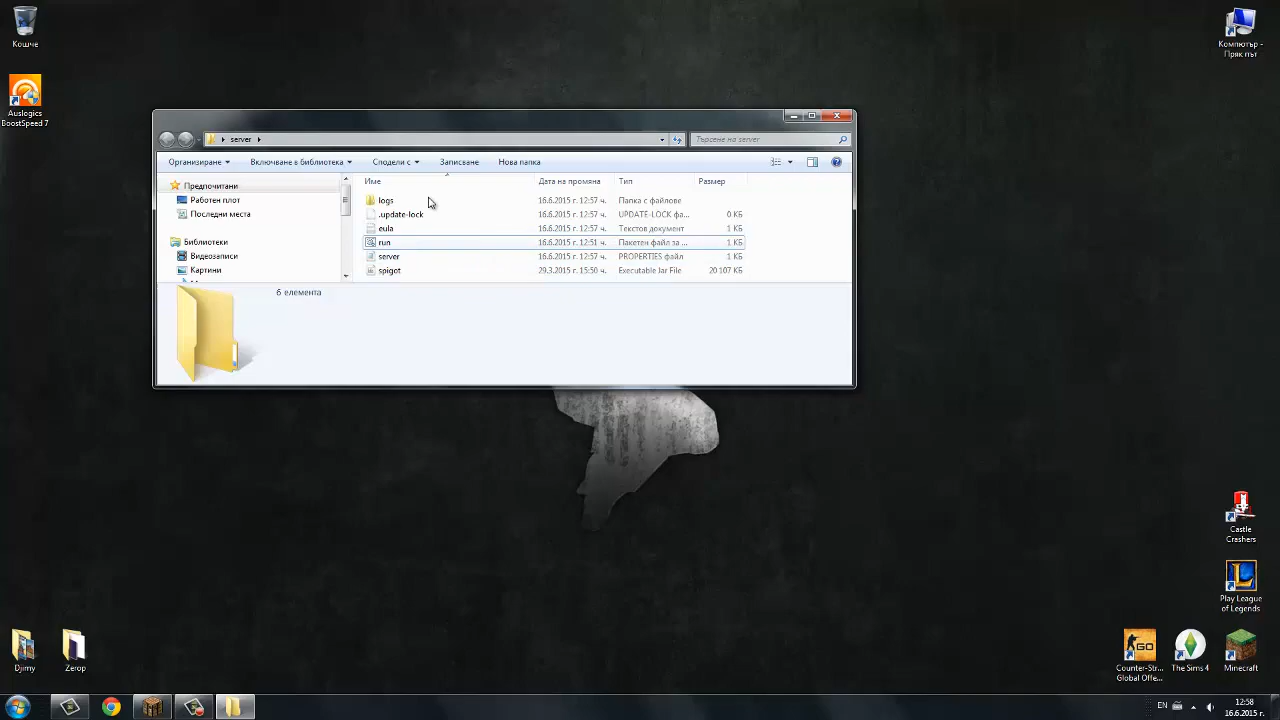 Кошче
Auslogics
BoostSpeed 7
Компютър -
Пряк път
server
Търсене на server
Организиране
Включване в библиотека
Сподели с
Записване
Нова папка
Предпочитани
Работен плот
Последни места
Библиотеки
Видеозаписи
Картини
Име
Дата на промяна
Тип
Размер
logs
16.6.2015 г. 12:57 ч.
Папка с файлове
.update-lock
16.6.2015 г. 12:57 ч.
UPDATE-LOCK фа...
0 КБ
eula
16.6.2015 г. 12:57 ч.
Текстов документ
1 КБ
run
16.6.2015 г. 12:51 ч.
Пакетен файл за ...
1 КБ
server
16.6.2015 г. 12:57 ч.
PROPERTIES файл
1 КБ
spigot
29.3.2015 г. 15:50 ч.
Executable Jar File
20 107 КБ
6 елемента
Castle
Crashers
Play League
of Legends
Djimy
Zerop
GO
Counter-Str...
Global Offe...
The Sims 4
Minecraft
EN
12:58
16.6.2015 г.